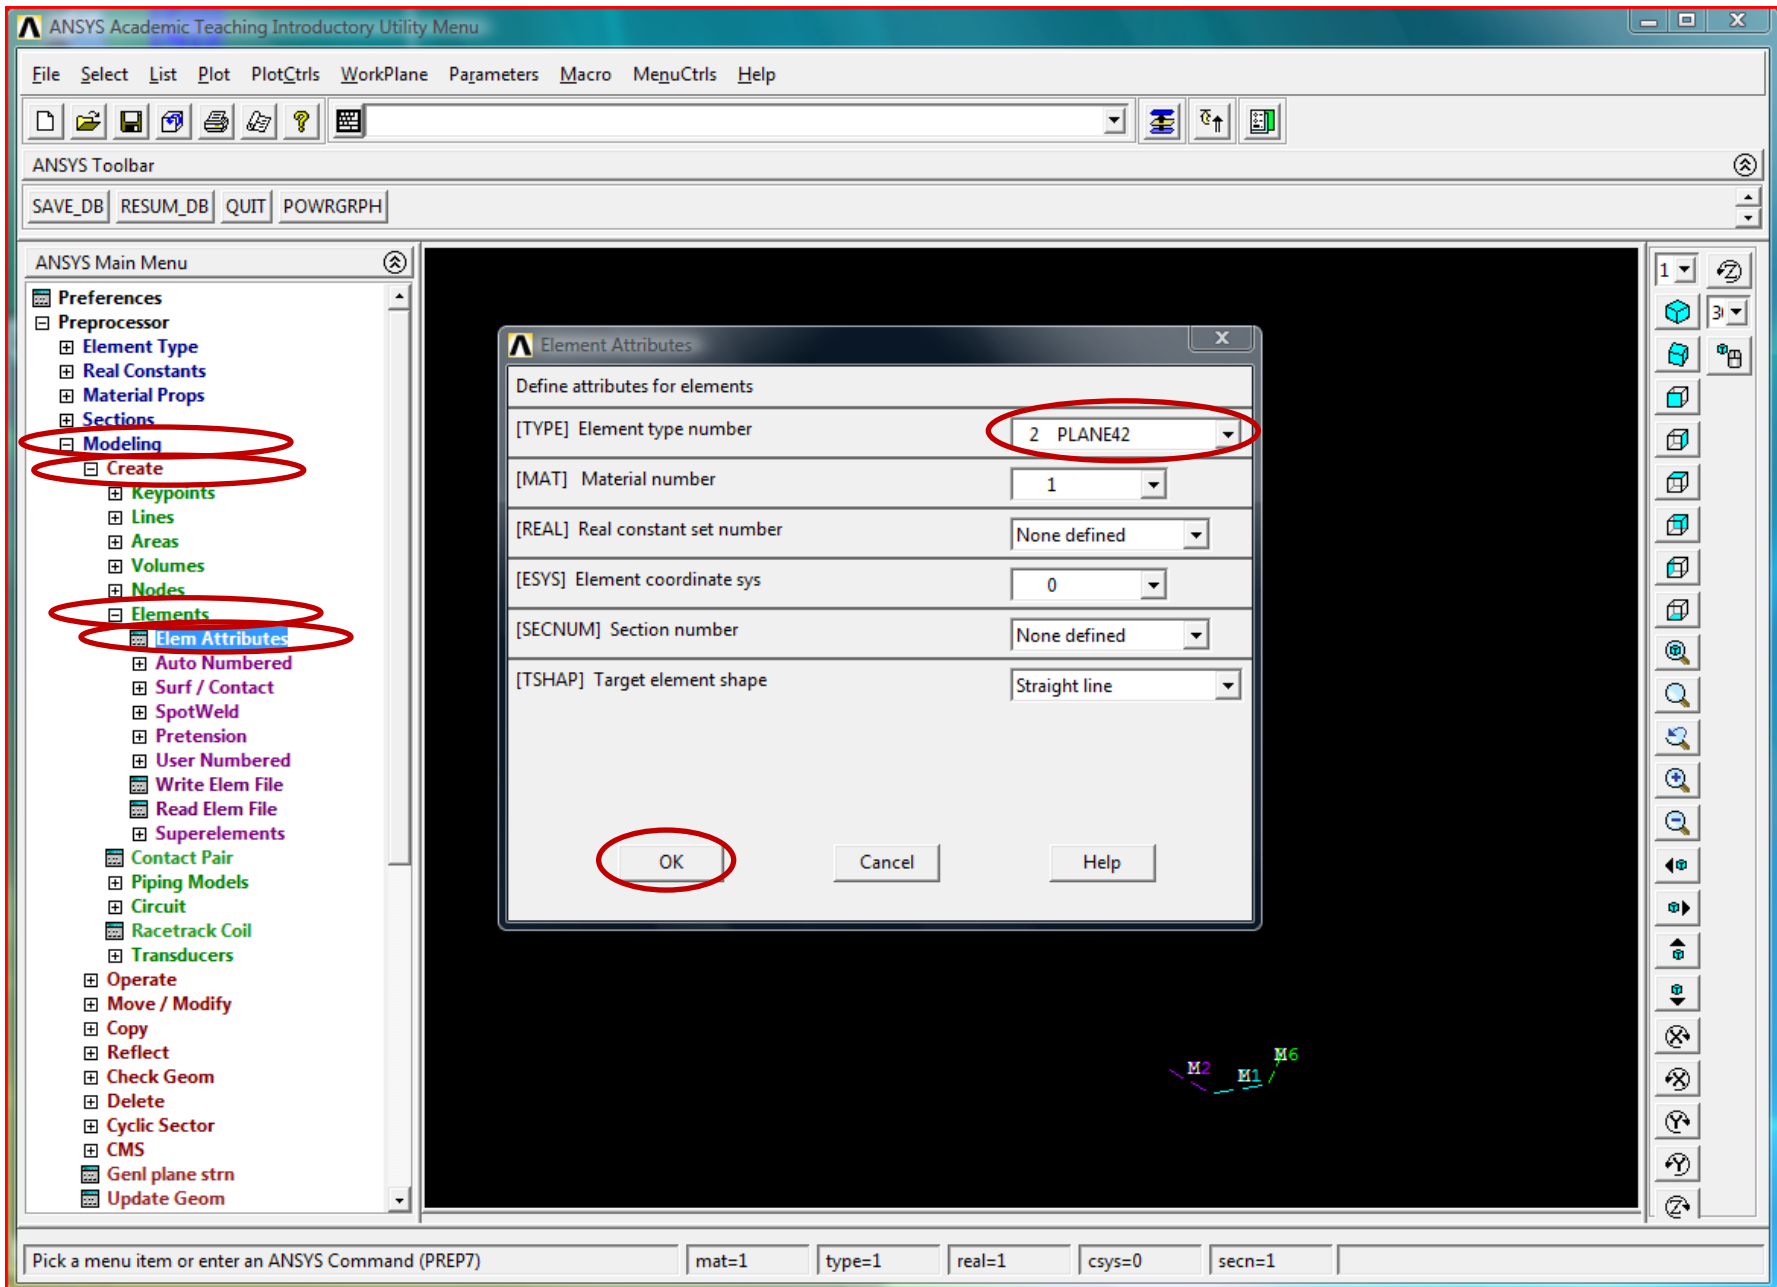 ANSYS Academic Teaching Introductory Utility Menu
File Select List Plot PlotCtrls WorkPlane Parameters Macro MenuCtrls Help
ANSYS Toolbar
SAVE_DB RESUM_DB QUIT POWRGRPH
ANSYS Main Menu
Preferences
Preprocessor
Element Type
Real Constants
Material Props
Sections
Modeling
Create
Keypoints
Lines
Areas
Volumes
Nodes
Elements
Elem Attributes
Auto Numbered
Surf / Contact
SpotWeld
Pretension
User Numbered
Write Elem File
Read Elem File
Superelements
Contact Pair
Piping Models
Circuit
Racetrack Coil
Transducers
Operate
Move / Modify
Copy
Reflect
Check Geom
Delete
Cyclic Sector
CMS
Genl plane strn
Update Geom
Element Attributes
Define attributes for elements
[TYPE] Element type number 2 PLANE42
[MAT] Material number 1
[REAL] Real constant set number None defined
[ESYS] Element coordinate sys 0
[SECNUM] Section number None defined
[TSHAP] Target element shape Straight line
OK Cancel Help
M2 M1 M6
1
Pick a menu item or enter an ANSYS Command (PREP7) mat=1 type=1 real=1 csys=0 secn=1